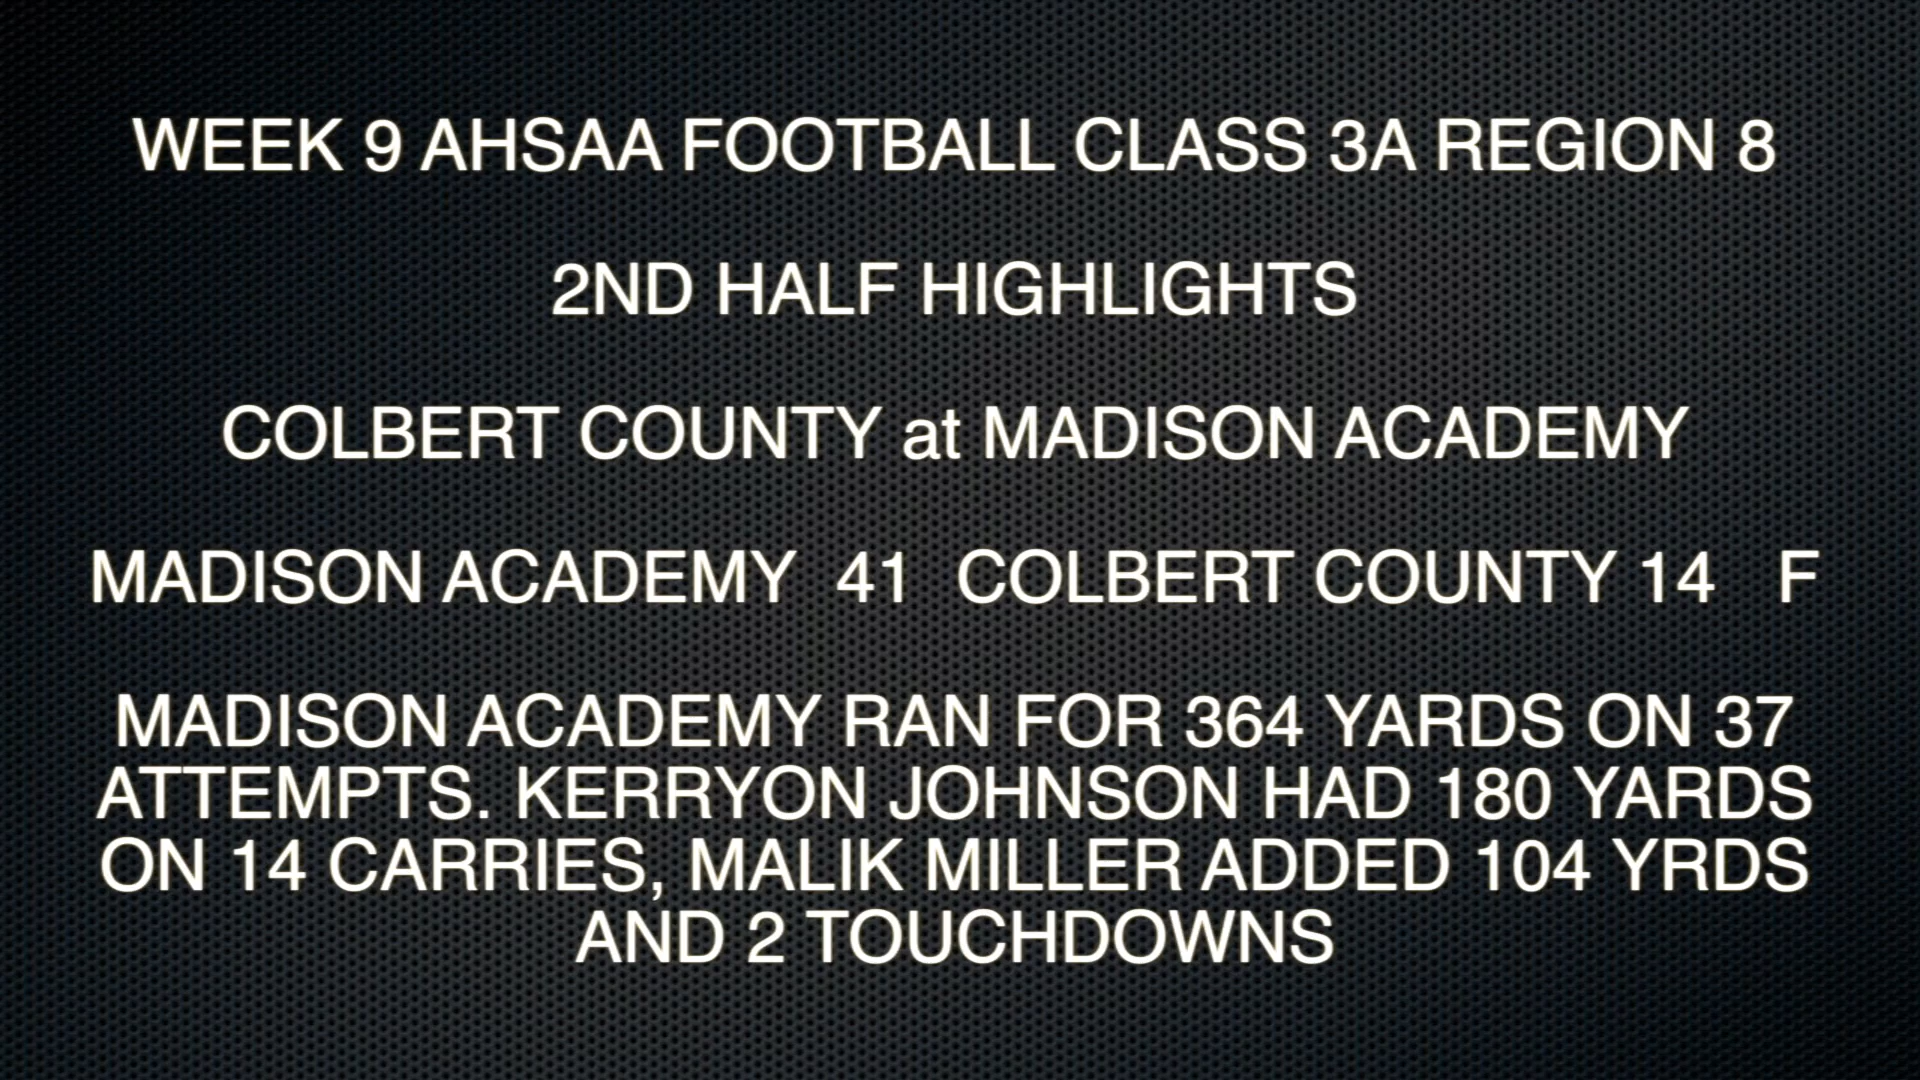 WEEK 9 AHSAA FOOTBALL CLASS 3A REGION 8
2ND HALF HIGHLIGHTS
COLBERT COUNTY at MADISON ACADEMY
MADISON ACADEMY  41  COLBERT COUNTY 14   F
MADISON ACADEMY RAN FOR 364 YARDS ON 37
ATTEMPTS. KERRYON JOHNSON HAD 180 YARDS
ON 14 CARRIES, MALIK MILLER ADDED 104 YRDS
AND 2 TOUCHDOWNS